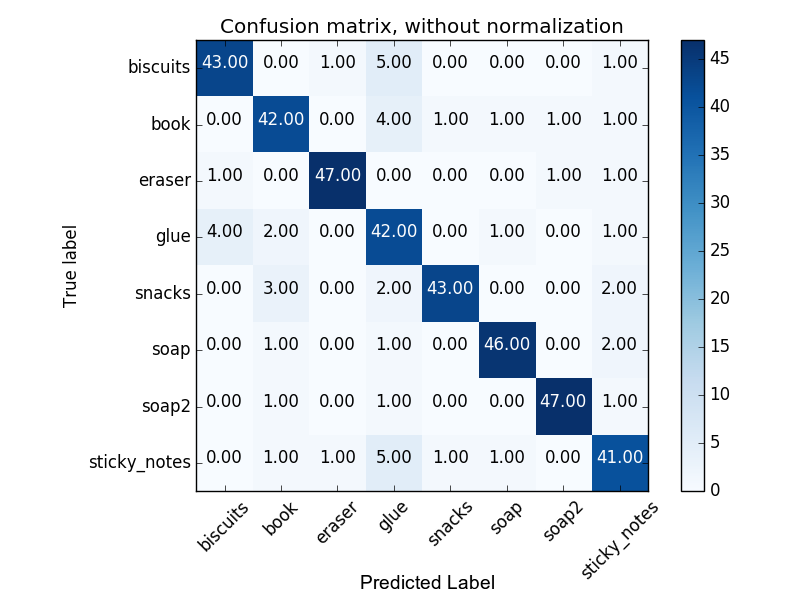 Confusion matrix, without normalization
biscuits 43.00 0.00 1.00 5.00 0.00 0.00 0.00 1.00
book 0.00 42.00 0.00 4.00 1.00 1.00 1.00 1.00
eraser 1.00 0.00 47.00 0.00 0.00 0.00 1.00 1.00
glue 4.00 2.00 0.00 42.00 0.00 1.00 0.00 1.00
snacks 0.00 3.00 0.00 2.00 43.00 0.00 0.00 2.00
soap 0.00 1.00 0.00 1.00 0.00 46.00 0.00 2.00
soap2 0.00 1.00 0.00 1.00 0.00 0.00 47.00 1.00
sticky_notes 0.00 1.00 1.00 5.00 1.00 1.00 0.00 41.00
biscuits book eraser glue snacks soap soap2 sticky_notes
Predicted Label
True label
45
40
35
30
25
20
15
10
5
0